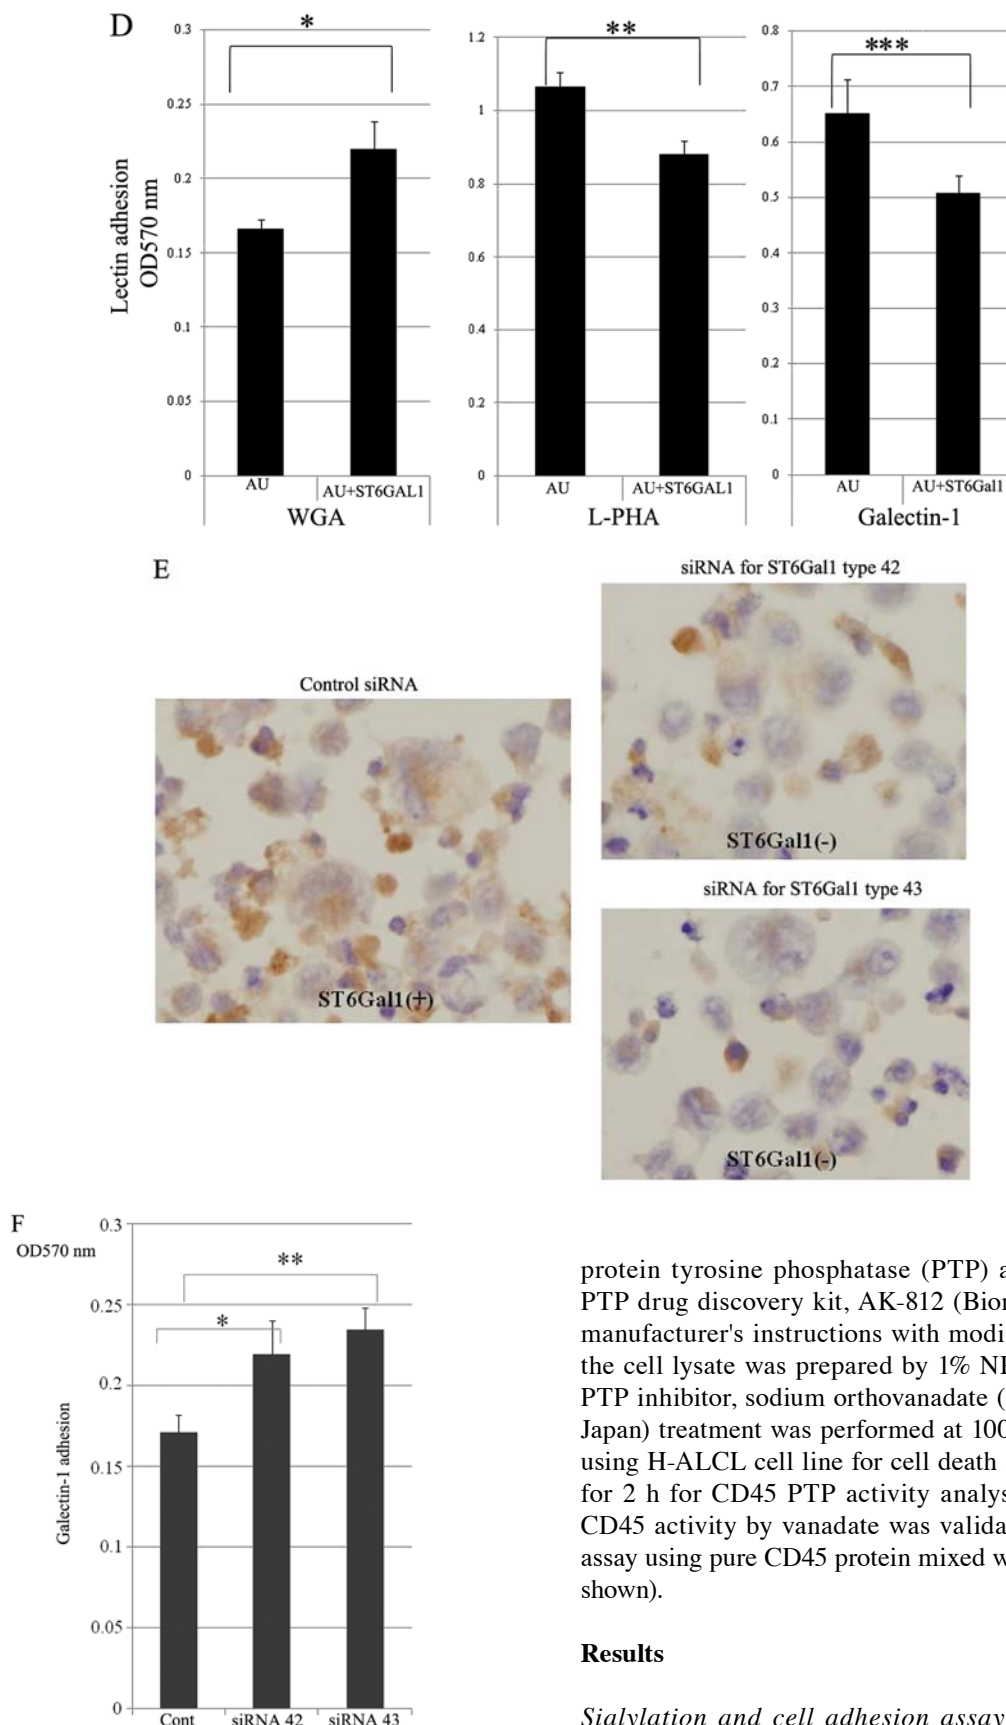 D
*
**
***
0.3
0.25
0.2
0.15
0.1
0.05
0
Lectin adhesion
OD570 nm
AU
AU+ST6GAL1
WGA
1.2
1
0.8
0.6
0.4
0.2
0
AU
AU+ST6GAL1
L-PHA
0.8
0.7
0.6
0.5
0.4
0.3
0.2
0.1
0
AU
AU+ST6Gal1
Galectin-1
E
Control siRNA
ST6Gal1(+)
siRNA for ST6Gal1 type 42
ST6Gal1(-)
siRNA for ST6Gal1 type 43
ST6Gal1(-)
F
OD570 nm
Galectin-1 adhesion
0.3
0.25
0.2
0.15
0.1
0.05
0
**
*
Cont
siRNA 42
siRNA 43
protein tyrosine phosphatase (PTP) a
PTP drug discovery kit, AK-812 (Bio
manufacturer's instructions with modi
the cell lysate was prepared by 1%
PTP inhibitor, sodium orthovanadate (
Japan) treatment was performed at 100
using H-ALCL cell line for cell death
for 2 h for CD45 PTP activity analys
CD45 activity by vanadate was valida
assay using pure CD45 protein mixed w
shown).
Results
Sialylation and cell adhesion assay